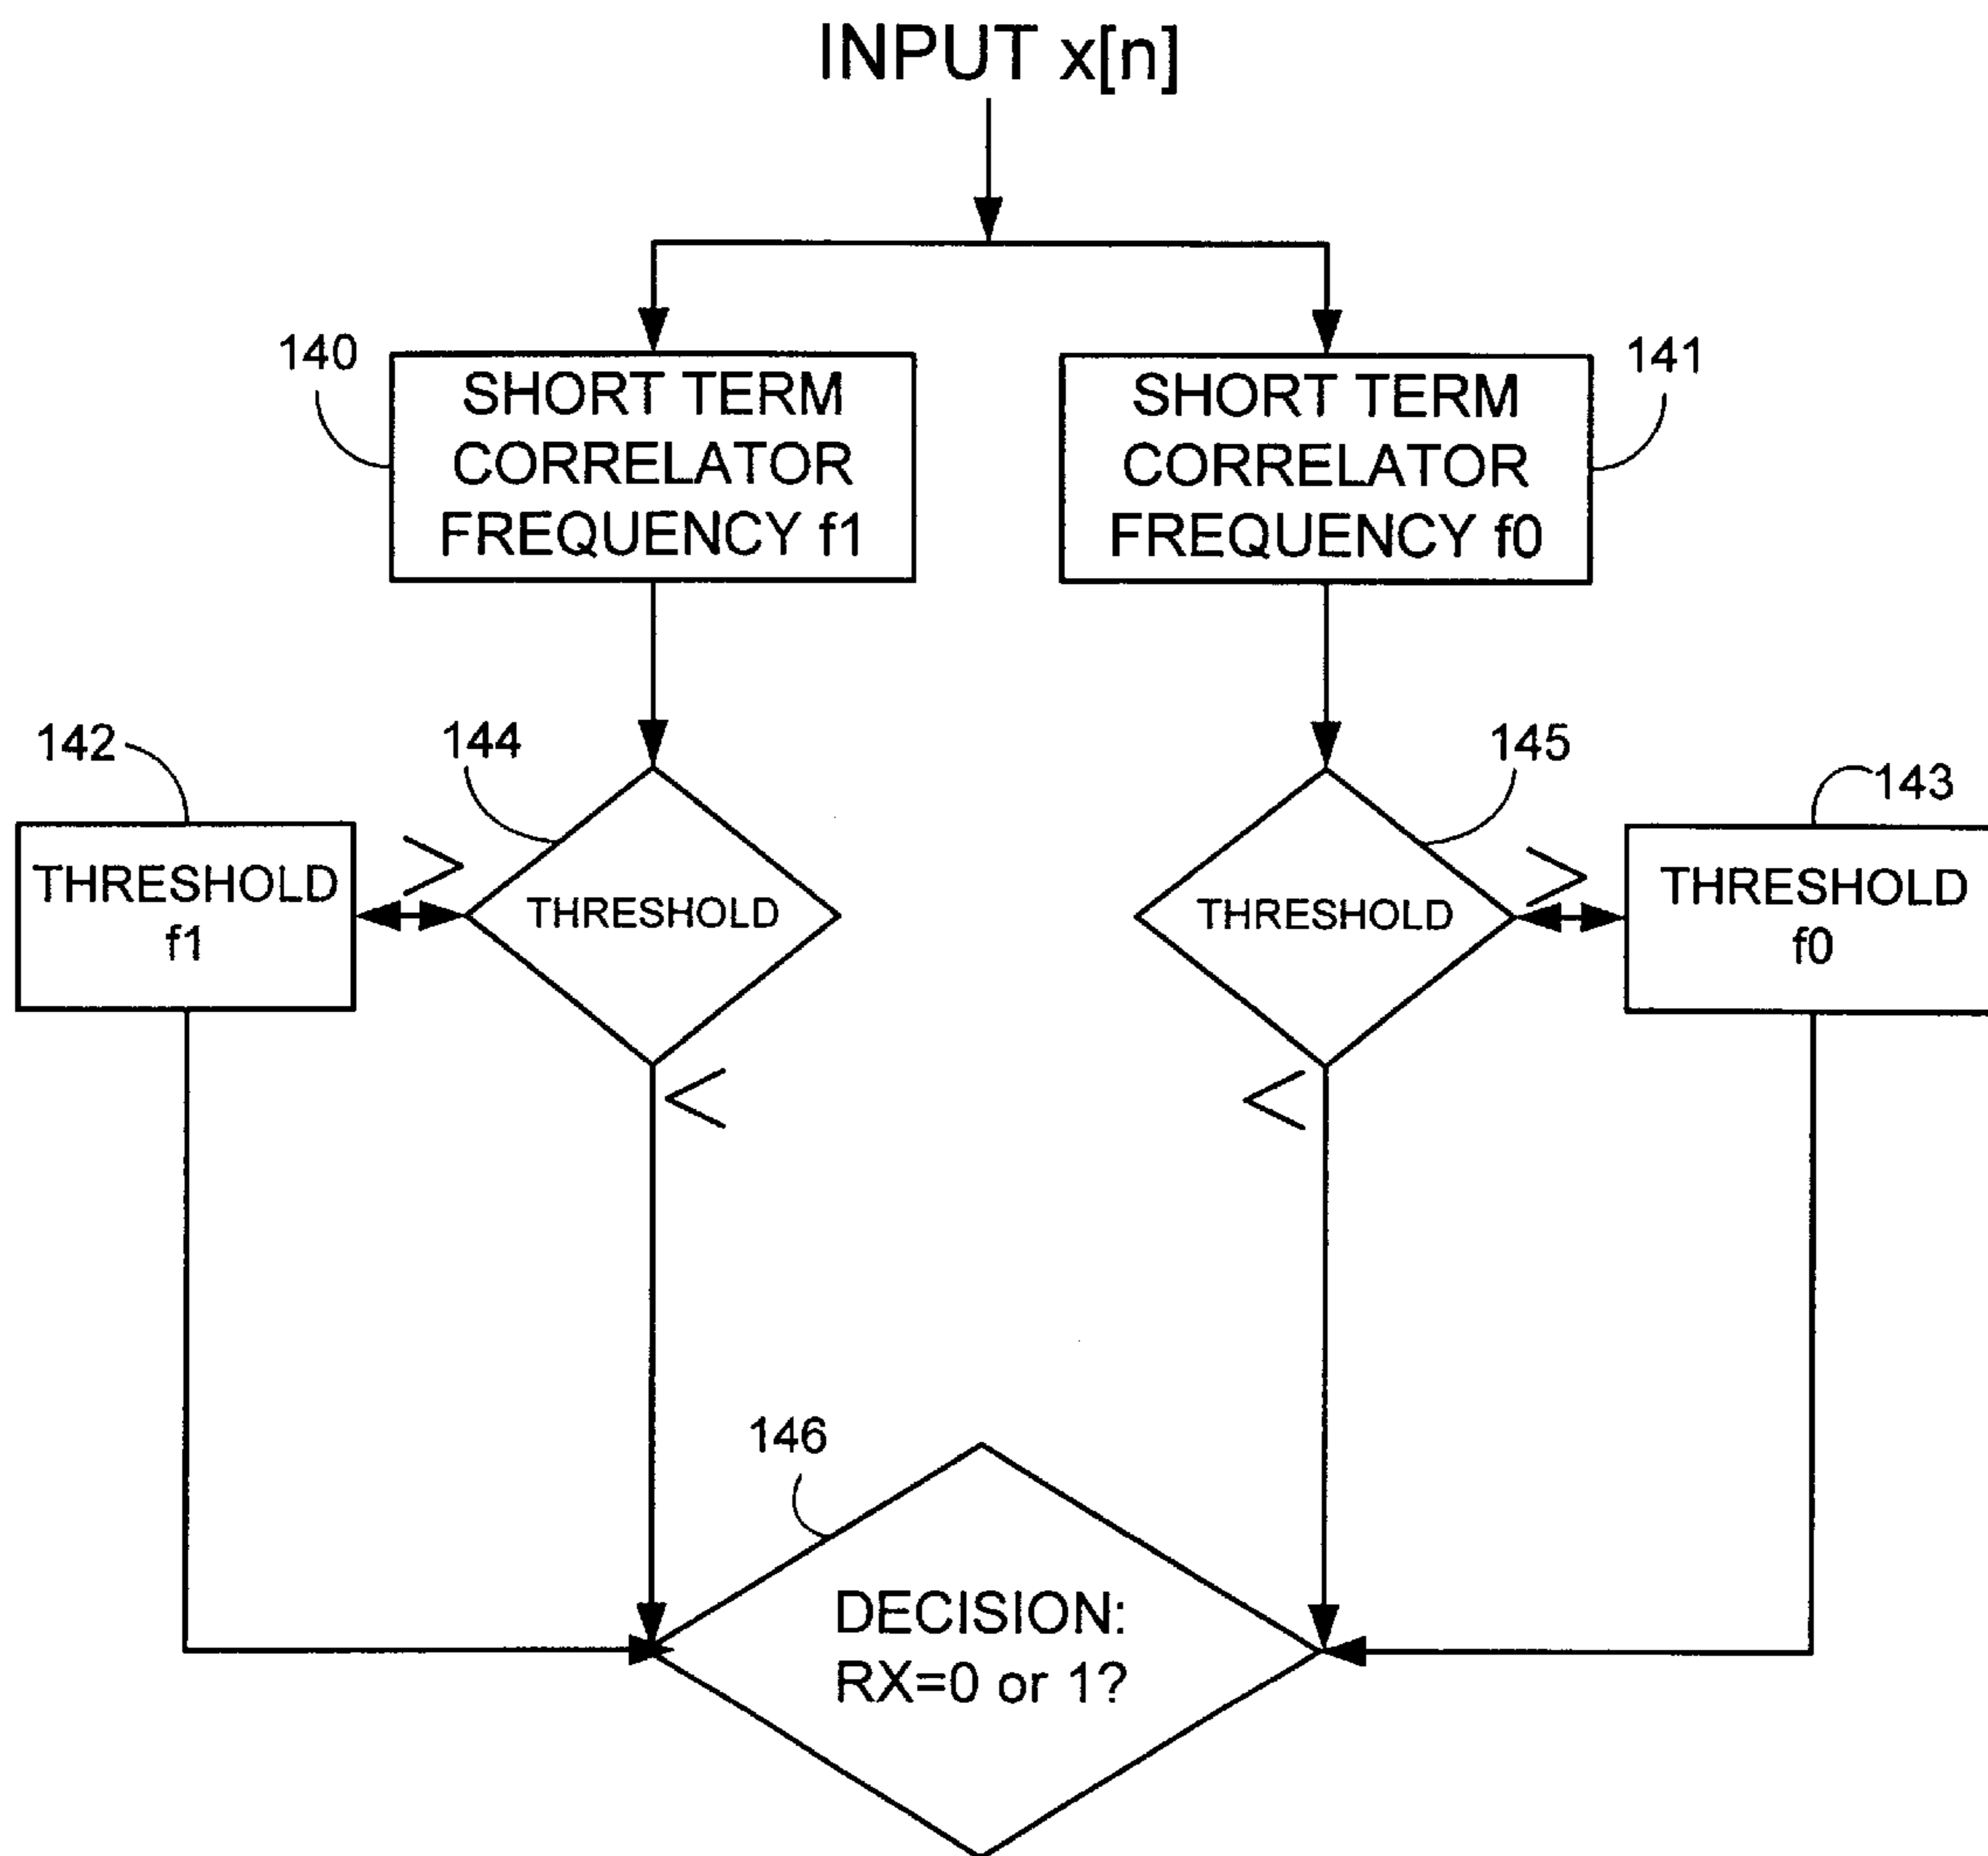 INPUT x[n]
140
SHORT TERM
CORRELATOR
FREQUENCY f1
141
SHORT TERM
CORRELATOR
FREQUENCY f0
142
THRESHOLD
f1
>
144
THRESHOLD
<
145
THRESHOLD
>
<
143
THRESHOLD
f0
146
DECISION:
RX=0 or 1?